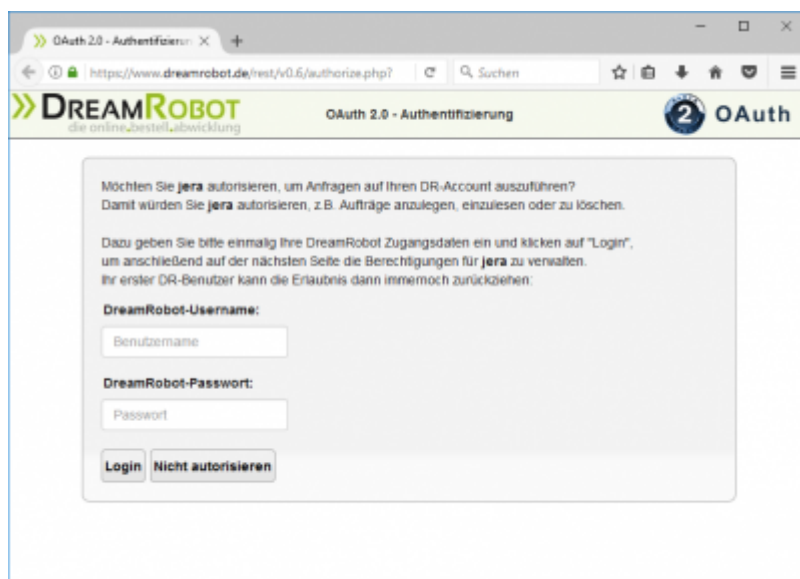 OAuth 2.0 - Authentifizierun
https://www.dreamrobot.de/rest/v0.6/authorize.php?
Suchen
DREAMROBOT
die online.bestell.abwicklung
OAuth 2.0 - Authentifizierung
2 OAuth
Möchten Sie jera autorisieren, um Anfragen auf Ihren DR-Account auszuführen?
Damit würden Sie jera autorisieren, z.B. Aufträge anzulegen, einzulesen oder zu löschen.
Dazu geben Sie bitte einmalig Ihre DreamRobot Zugangsdaten ein und klicken auf "Login",
um anschließend auf der nächsten Seite die Berechtigungen für jera zu verwalten.
Ihr erster DR-Benutzer kann die Erlaubnis dann immernoch zurückziehen:
DreamRobot-Username:
Benutzername
DreamRobot-Passwort:
Passwort
Login Nicht autorisieren